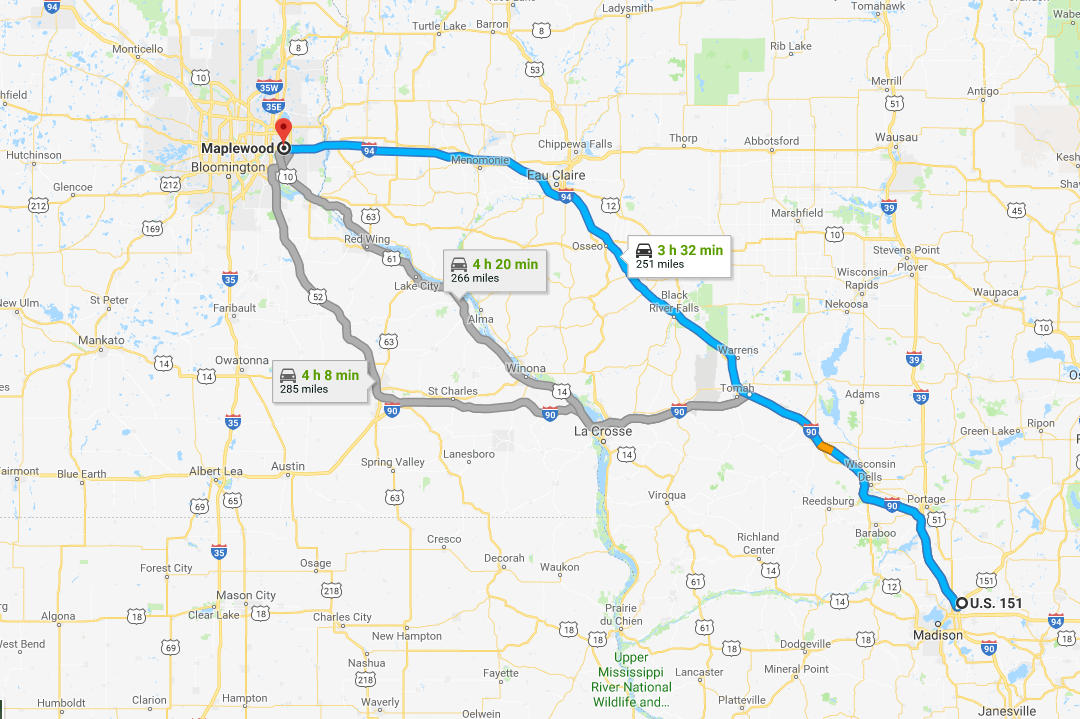 94
Ladysmith
Tomahawk
Turtle Lake
Barron
8
8
Monticello
Rib Lake
53
10
Merrill
35W
Antigo
51
35E
Wausau
Thorp
Abbotsford
Chippewa Falls
Maplewood
94
Hutchinson
Menomonie
Bloomington
Eau Claire
10
212
Glencoe
94
12
39
212
63
Marshfield
45
169
10
Red Wing
Osseo
3 h 32 min
251 miles
Stevens Point
61
4 h 20 min
266 miles
Plover
Wisconsin
Rapids
35
Lake City
Waupaca
52
Black
River Falls
St Peter
Nekoosa
Faribault
Alma
10
Mankato
63
Warrens
39
14
Owatonna
14
Winona
4 h 8 min
285 miles
St Charles
14
Tomah
Adams
39
90
90
90
35
La Crosse
90
Ripon
Green Lake
14
Lanesboro
Spring Valley
Wisconsin
Dells
Blue Earth
Albert Lea
Austin
Viroqua
Reedsburg
Portage
69
65
63
90
51
Baraboo
Cresco
Richland
Center
35
Decorah
Osage
Waukon
14
Forest City
61
151
218
12
Mason City
14
U.S. 151
Prairie
du Chien
Algona
18
Clear Lake
18
Charles City
18
94
New Hampton
18
61
18
Madison
18
69
18
Dodgeville
90
Nashua
Upper
Mississippi
River National
Wildlife and...
Mineral Point
218
Fayette
Lancaster
Humboldt
Clarion
Hampton
Waverly
Platteville
Oelwein
Janesville